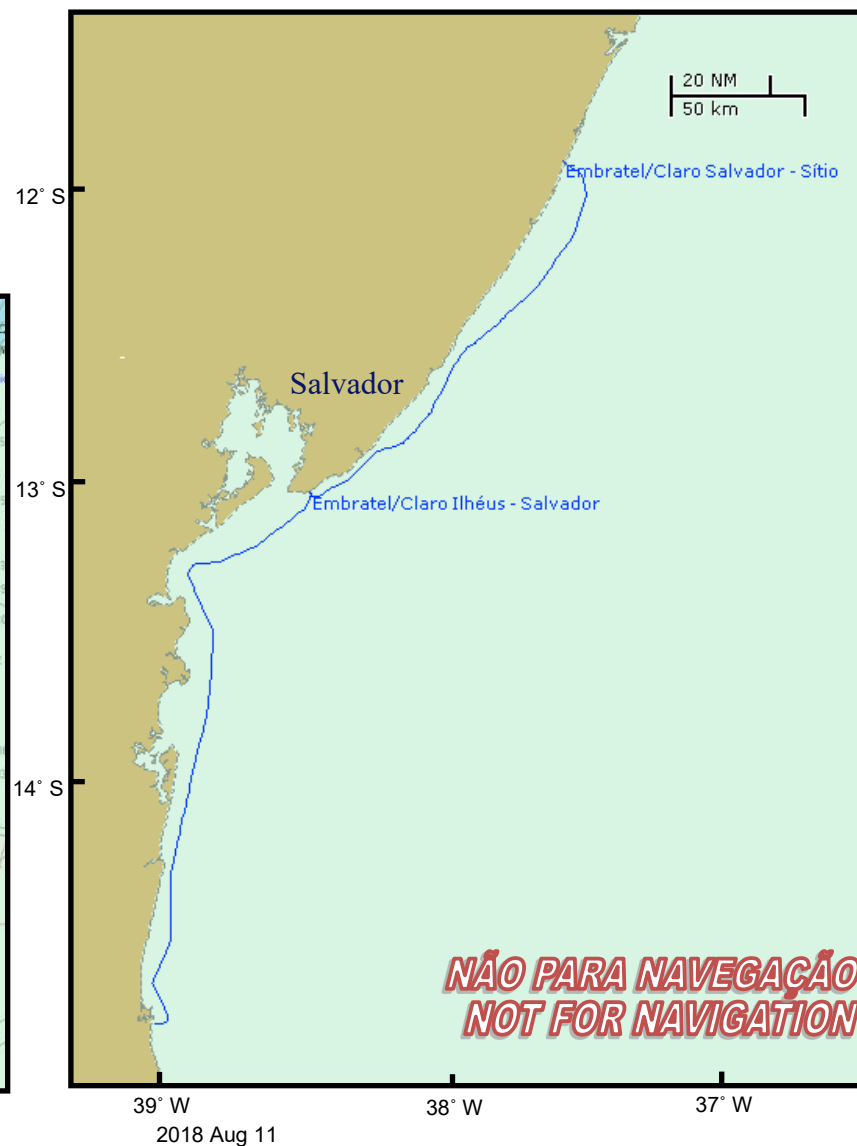 20 NM
50 km
Embratel/Claro Salvador - Sítio
12° S
Salvador
13° S
Embratel/Claro Ilhéus - Salvador
14° S
NÃO PARA NAVEGAÇÃO
NOT FOR NAVIGATION
39° W
38° W
37° W
2018 Aug 11